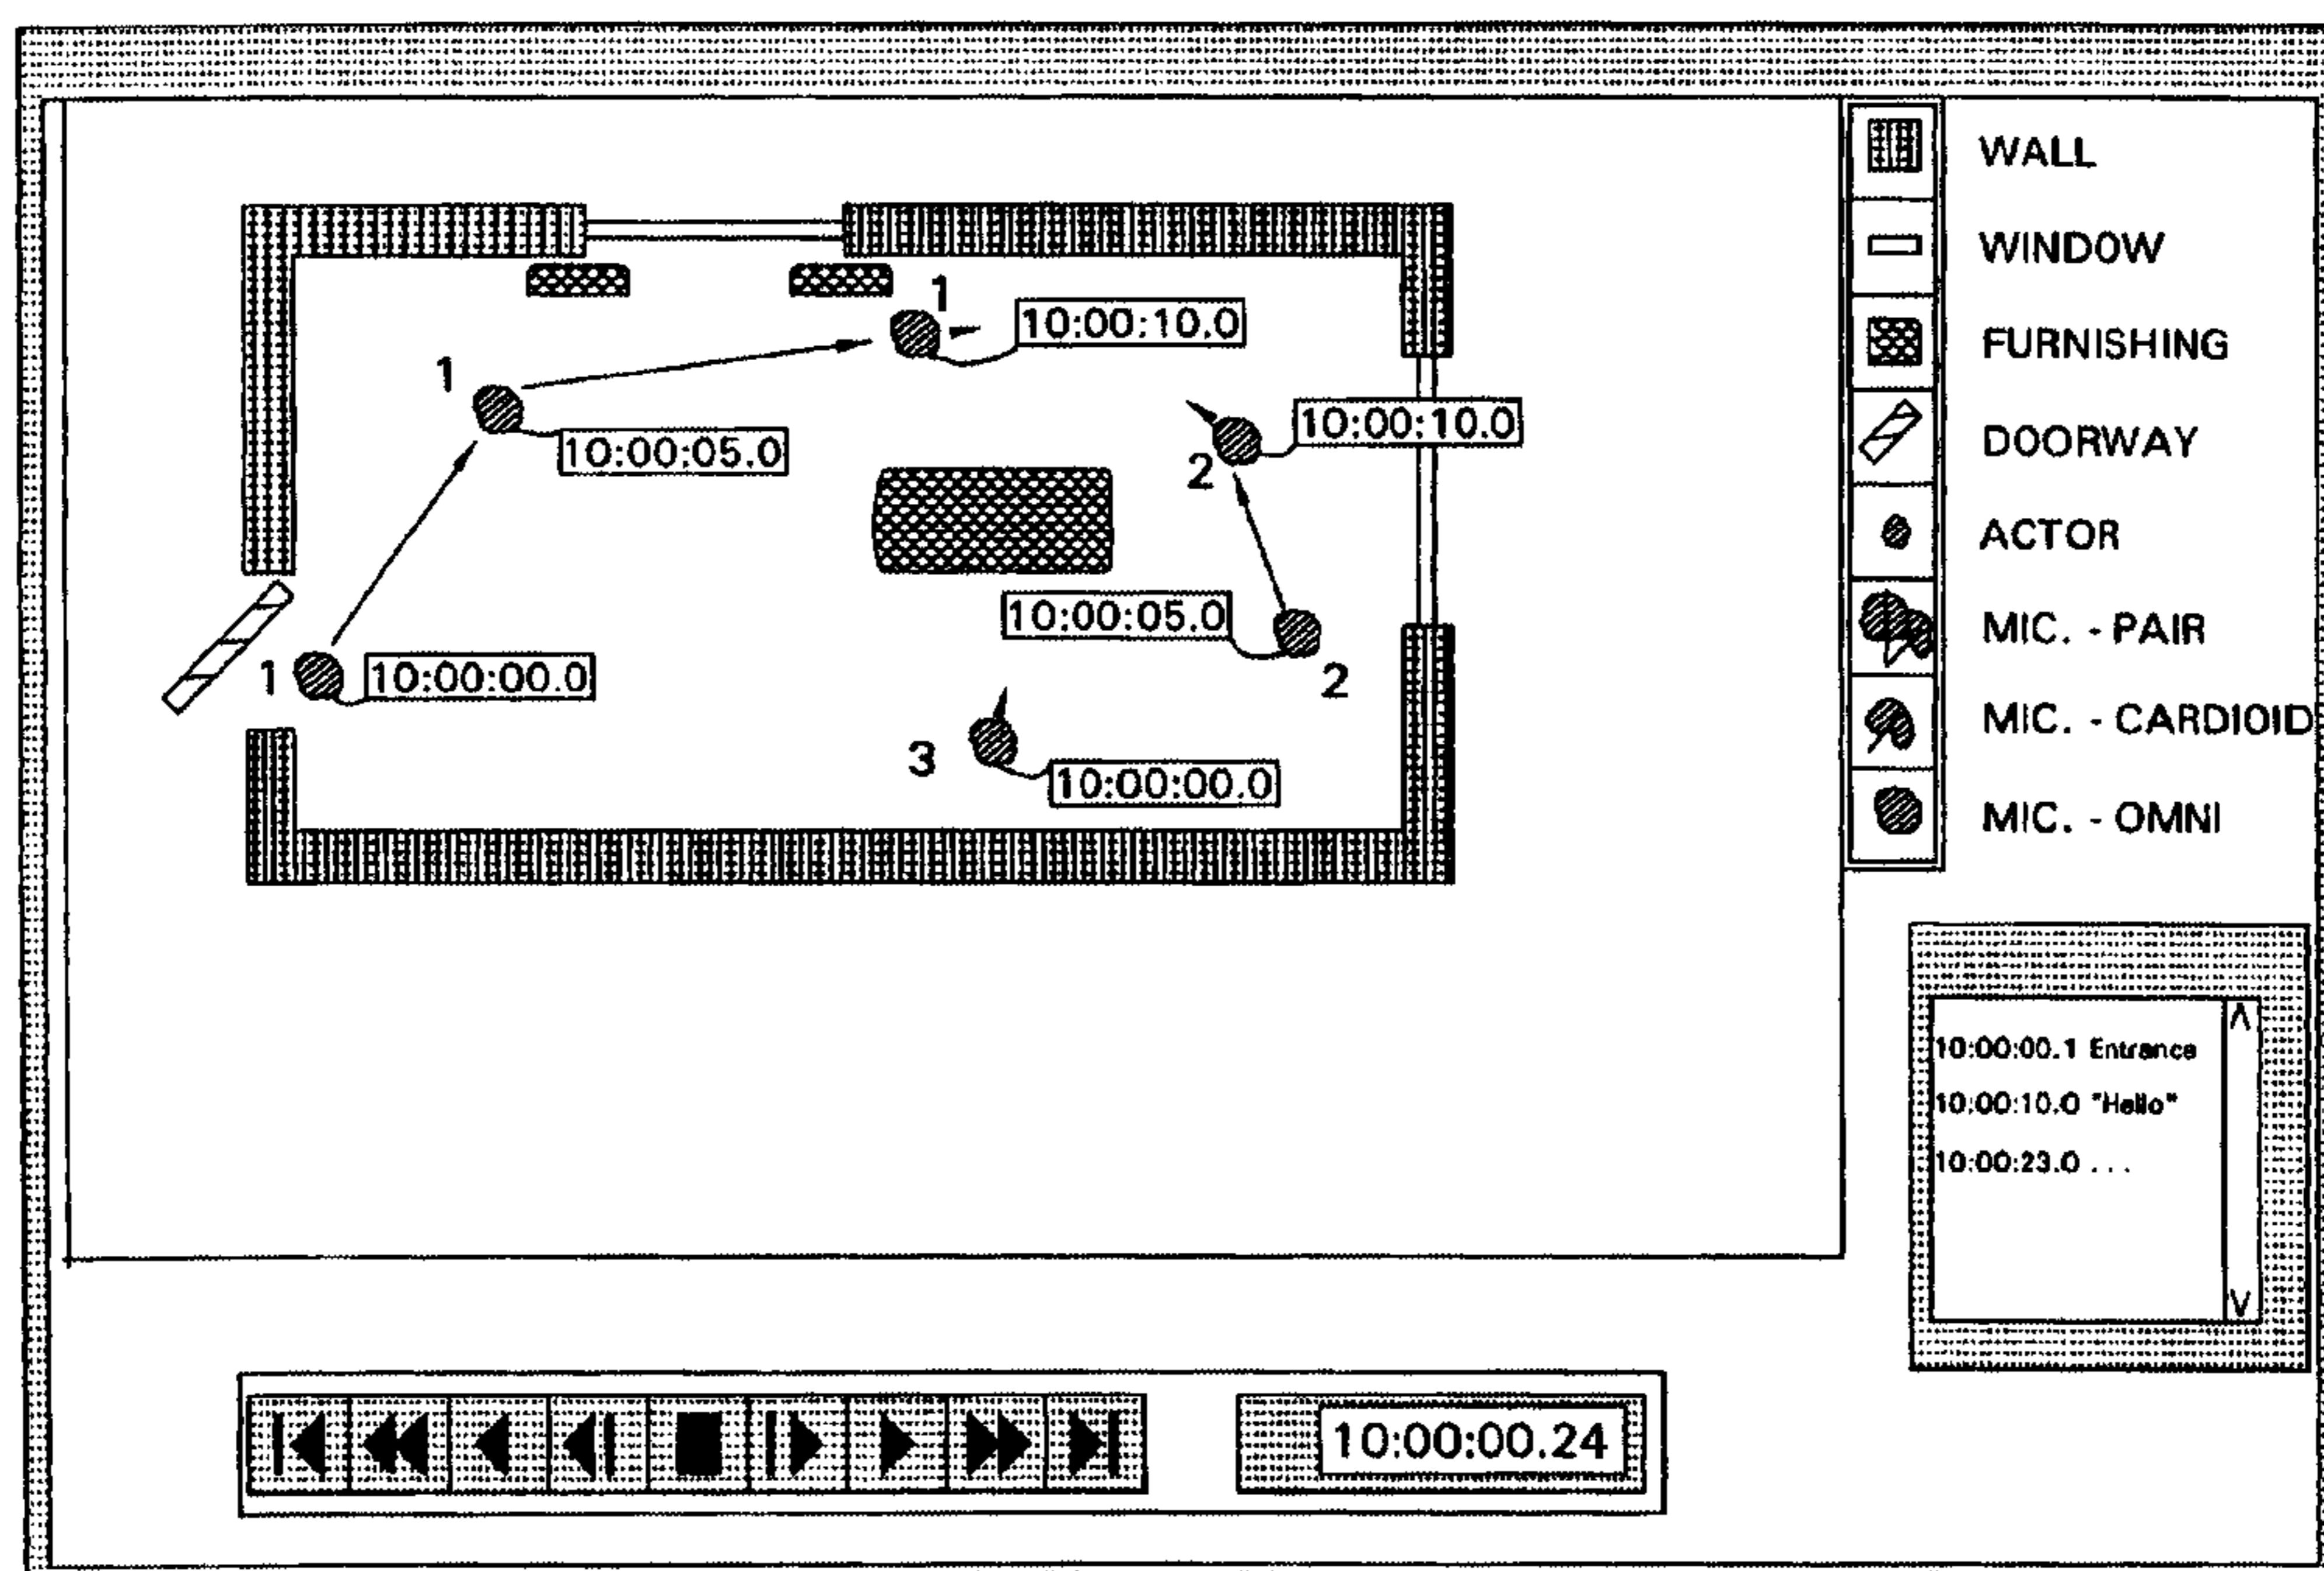 WALL
WINDOW
FURNISHING
DOORWAY
ACTOR
MIC. - PAIR
MIC. - CARDIOID
MIC. - OMNI
1
10:00:10.0
1
10:00:05.0
10:00:10.0
2
10:00:05.0
2
1
10:00:00.0
3
10:00:00.0
10:00:00.1 Entrance
10:00:10.0 "Hello"
10:00:23.0 ...
10:00:00.24